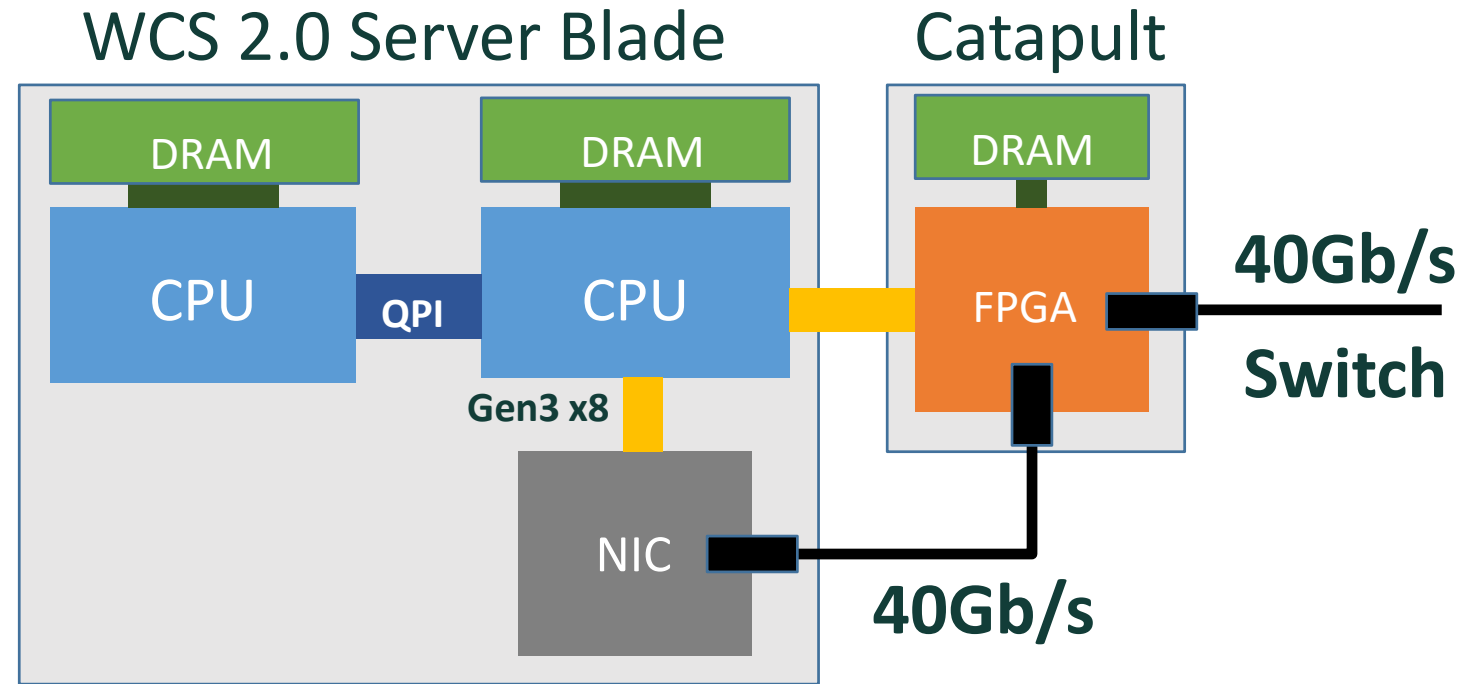 WCS 2.0 Server Blade
Catapult
DRAM
DRAM
DRAM
CPU
QPI
CPU
FPGA
40Gb/s
Switch
Gen3 x8
NIC
40Gb/s